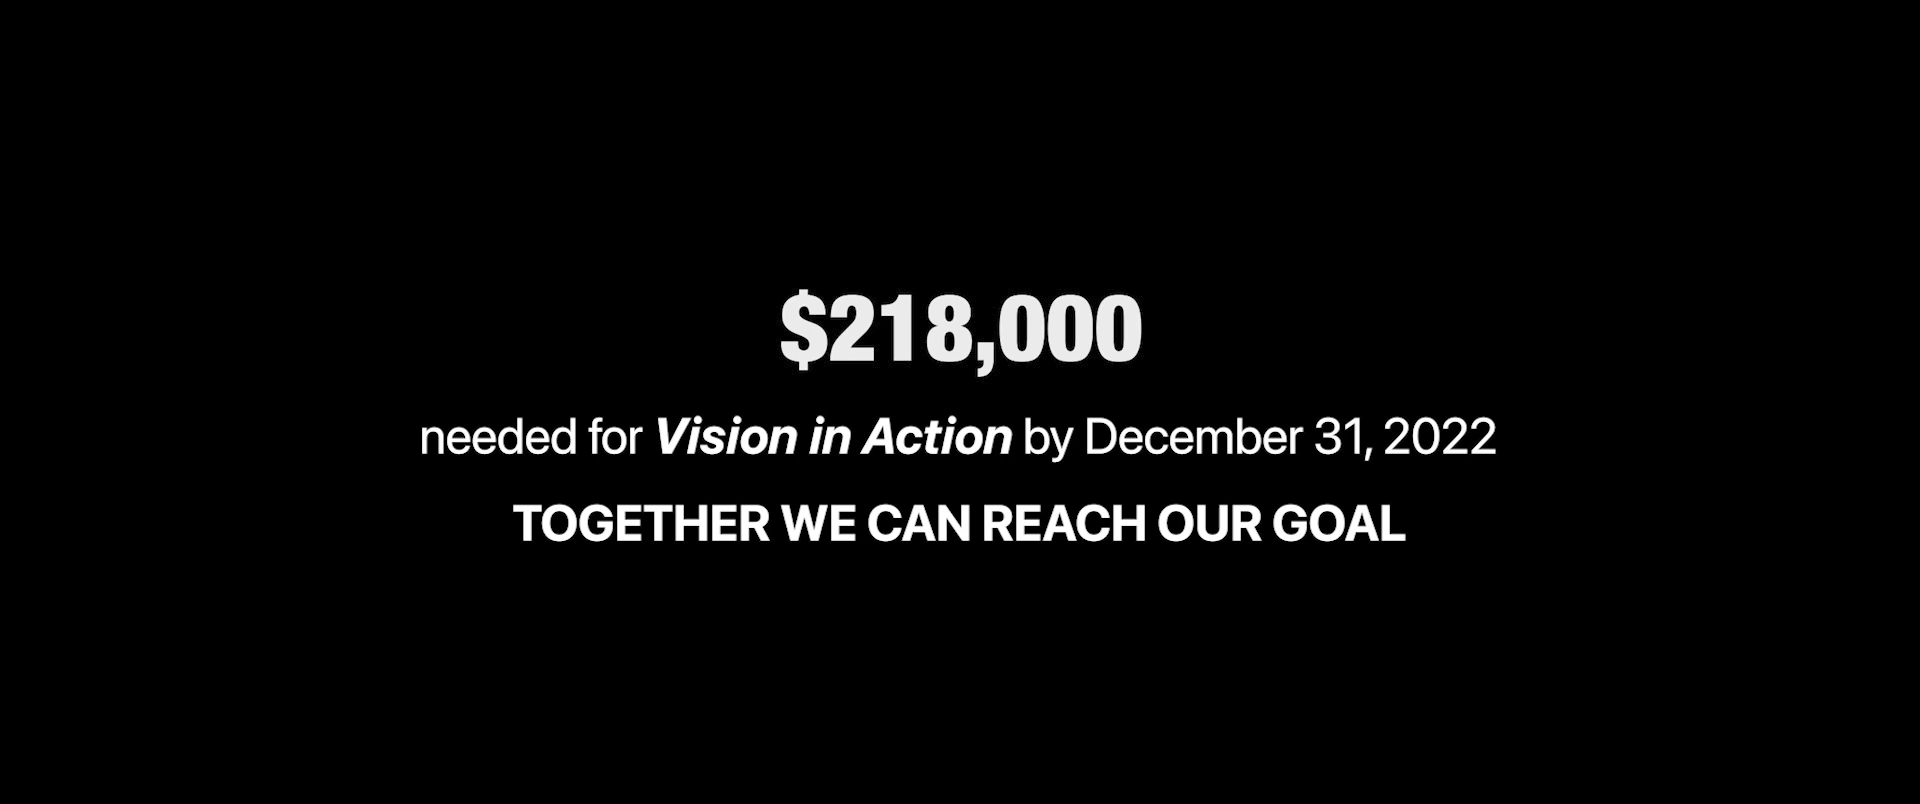 $218,000
needed for Vision in Action by December 31, 2022
TOGETHER WE CAN REACH OUR GOAL